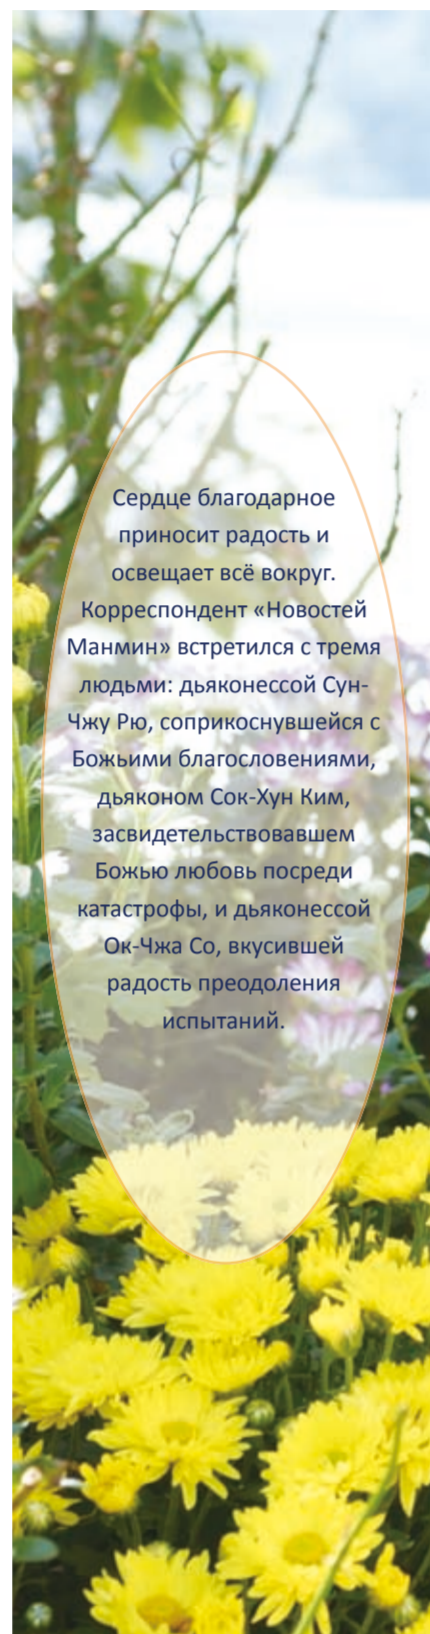 Сердце благодарное
приносит радость и
освещает всё вокруг.
Корреспондент «Новостей
Манмин» встретился с тремя
людьми: дьяконессой Сун-
Чжу Рю, соприкоснувшейся с
Божьими благословениями,
дьяконом Сок-Хун Ким,
засвидетельствовавшем
Божью любовь посреди
катастрофы, и дьяконессой
Ок-Чжа Со, вкусившей
радость преодоления
испытаний.